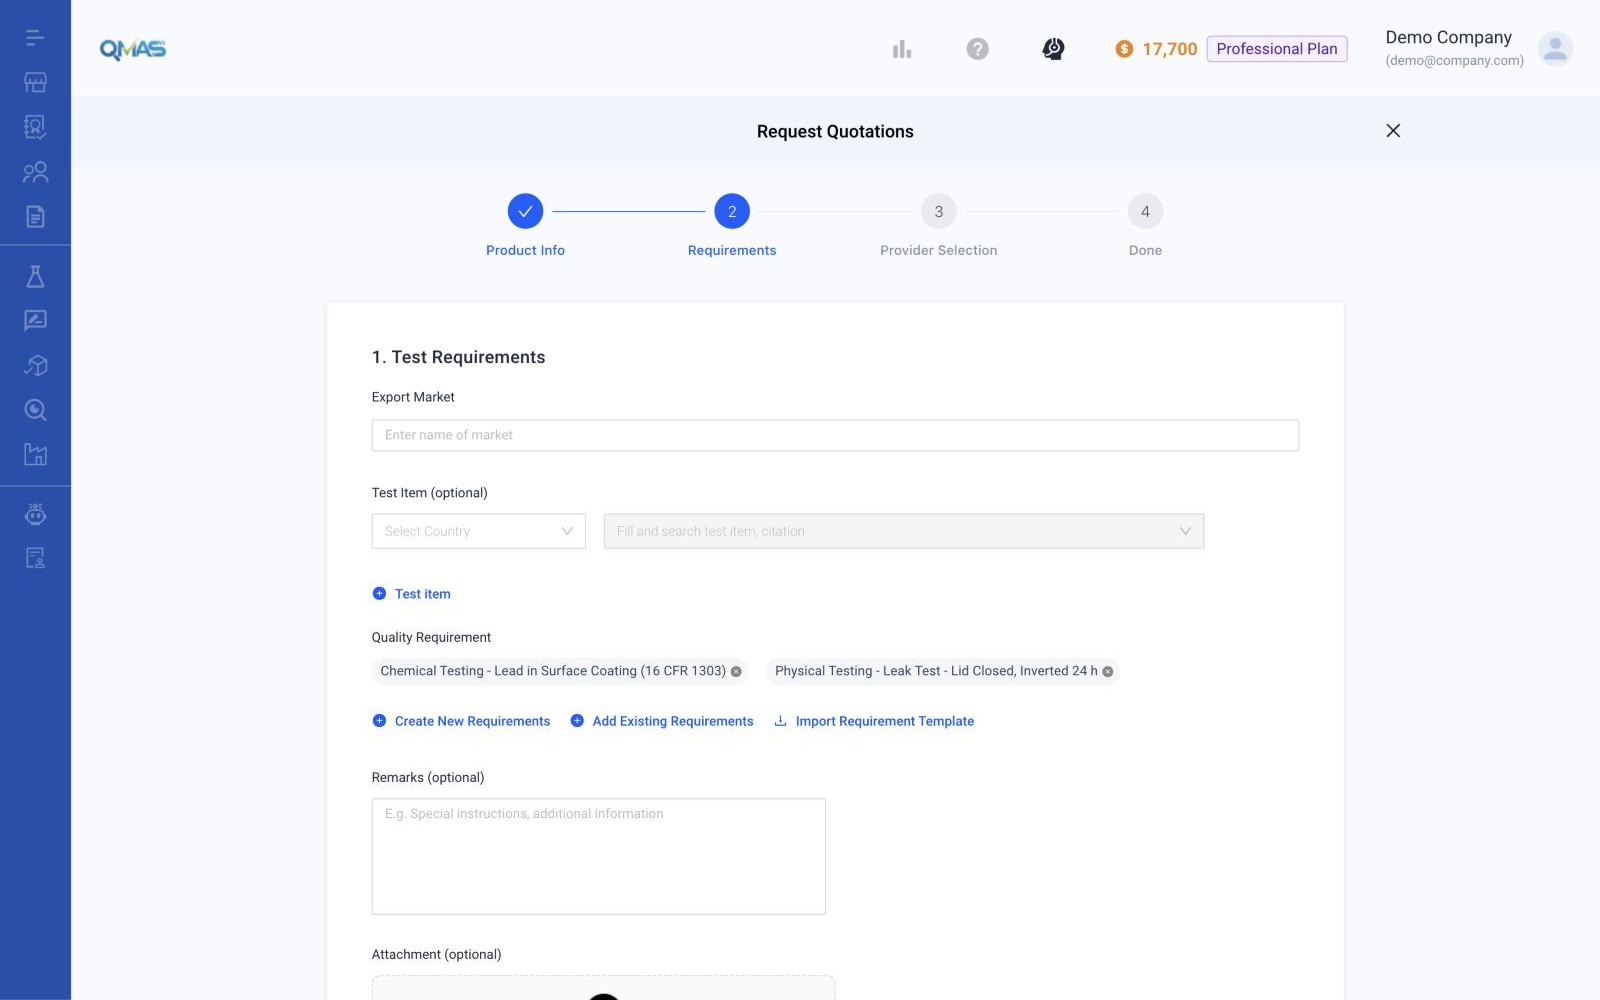 QMAS
17,700
Professional Plan
Demo Company
(demo@company.com)
Request Quotations
2
3
4
Product Info
Requirements
Provider Selection
Done
1. Test Requirements
Export Market
Enter name of market
Test Item (optional)
Select Country
Fill and search test item, citation
Test item
Quality Requirement
Chemical Testing - Lead in Surface Coating (16 CFR 1303)
Physical Testing - Leak Test - Lid Closed, Inverted 24 h
Create New Requirements
Add Existing Requirements
Import Requirement Template
Remarks (optional)
E.g. Special instructions, additional information
Attachment (optional)